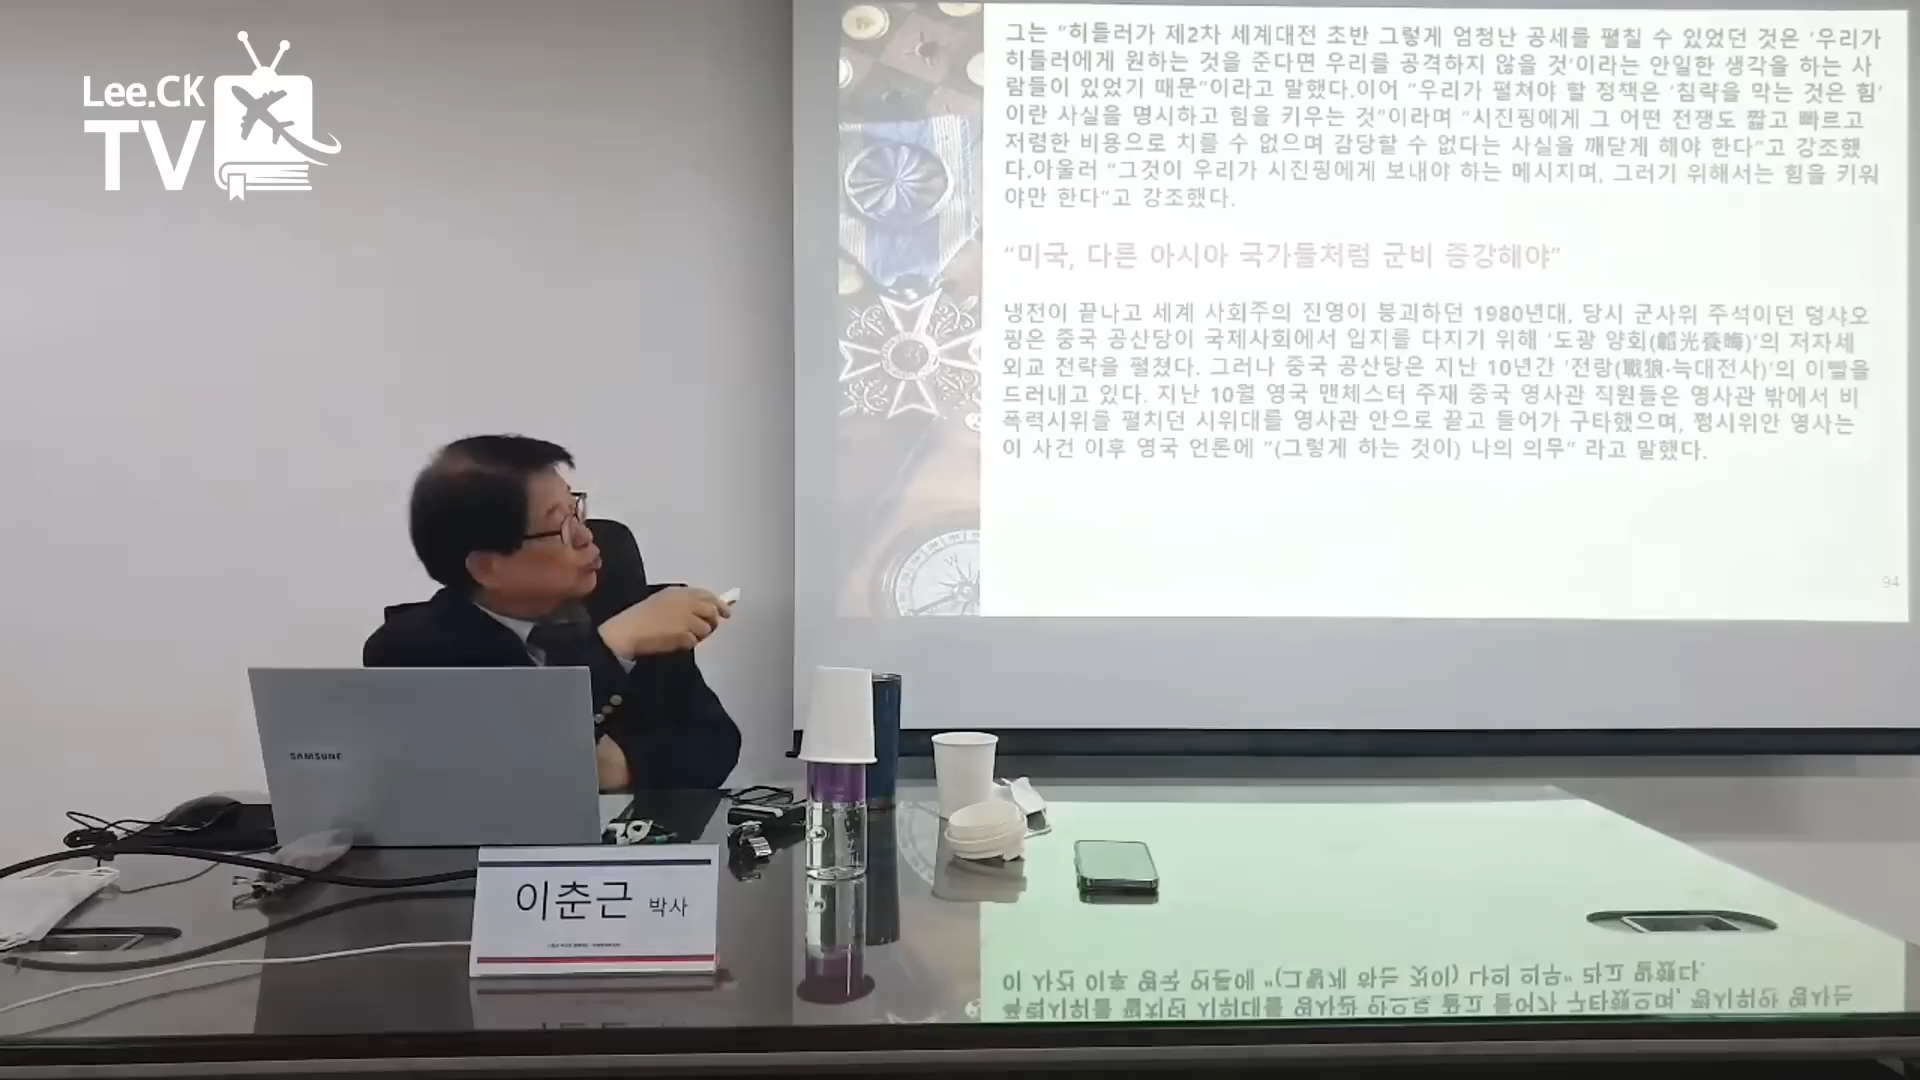 Lee.CK
TV
그는 "히틀러가 제2차 세계대전 초반 그렇게 엄청난 공세를 펼칠 수 있었던 것은 '우리가
히틀러에게 원하는 것을 준다면 우리를 공격하지 않을 것'이라는 안일한 생각을 하는 사
람들이 있었기 때문"이라고 말했다.이어 "우리가 펼쳐야 할 정책은 '침략을 막는 것은 힘'
이란 사실을 명시하고 힘을 키우는 것"이라며 "시진핑에게 그 어떤 전쟁도 짧고 빠르고
저렴한 비용으로 치를 수 없으며 감당할 수 없다는 사실을 깨닫게 해야 한다"고 강조했
다.아울러 "그것이 우리가 시진핑에게 보내야 하는 메시지며, 그러기 위해서는 힘을 키워
야만 한다"고 강조했다.
"미국, 다른 아시아 국가들처럼 군비 증강해야"
냉전이 끝나고 세계 사회주의 진영이 붕괴하던 1980년대, 당시 군사위 주석이던 덩샤오
핑은 중국 공산당이 국제사회에서 입지를 다지기 위해 '도광 양회(韜光養晦)'의 저자세
외교 전략을 펼쳤다. 그러나 중국 공산당은 지난 10년간 '전랑(戰狼·늑대전사)'의 이빨을
드러내고 있다. 지난 10월 영국 맨체스터 주재 중국 영사관 직원들은 영사관 밖에서 비
폭력시위를 펼치던 시위대를 영사관 안으로 끌고 들어가 구타했으며, 쩡시위안 영사는
이 사건 이후 영국 언론에 "(그렇게 하는 것이) 나의 의무" 라고 말했다.
94
SAMSUNG
이춘근 박사